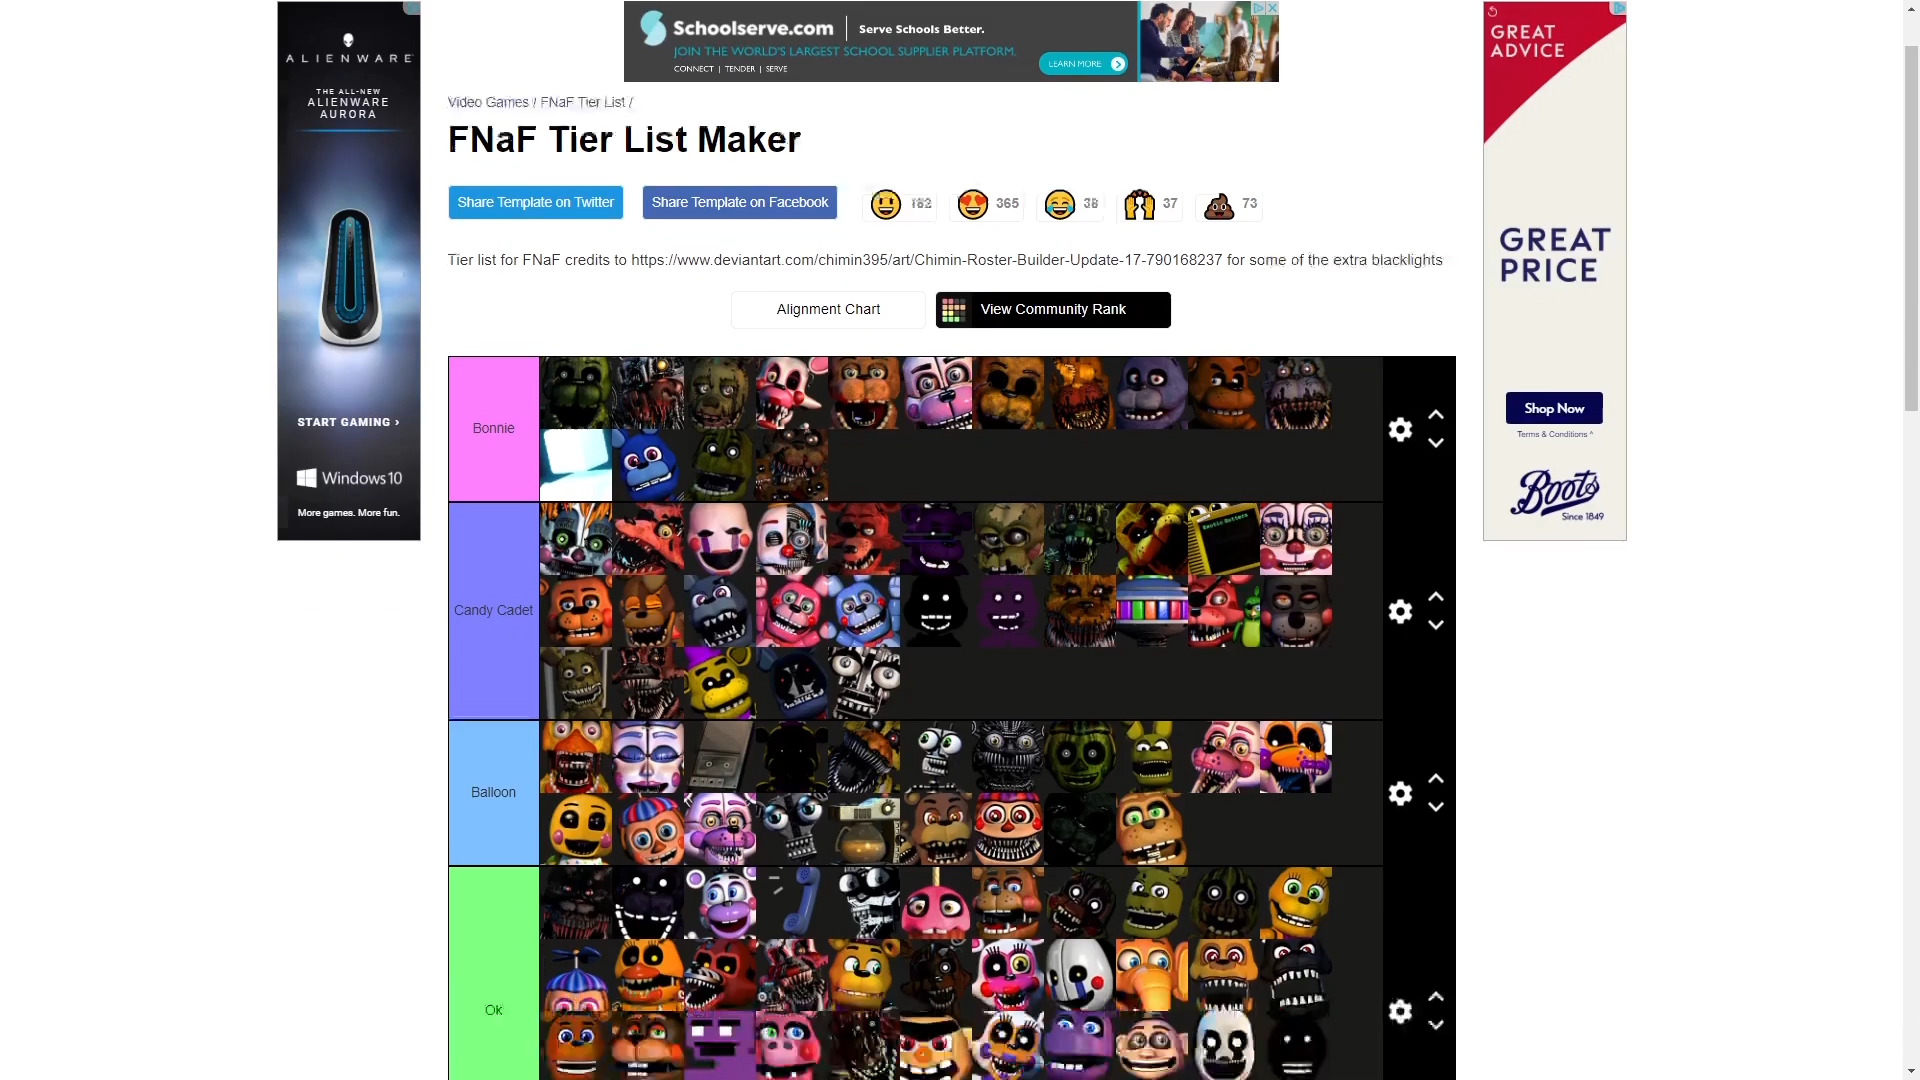 ALIENWARE
THE ALL-NEW
ALIENWARE
AURORA
START GAMING ›
Windows 10
More games. More fun.
Schoolserve.com
Serve Schools Better.
JOIN THE WORLD'S LARGEST SCHOOL SUPPLIER PLATFORM.
CONNECT | TENDER | SERVE
LEARN MORE
Video Games / FNaF Tier List /
FNaF Tier List Maker
Share Template on Twitter
Share Template on Facebook
182
365
38
37
73
Tier list for FNaF credits to https://www.deviantart.com/chimin395/art/Chimin-Roster-Builder-Update-17-790168237 for some of the extra blacklights
Alignment Chart
View Community Rank
Bonnie
Candy Cadet
Exotic Butters
Balloon
Ok
GREAT
ADVICE
GREAT
PRICE
Shop Now
Terms & Conditions ^
Boots
Since 1849